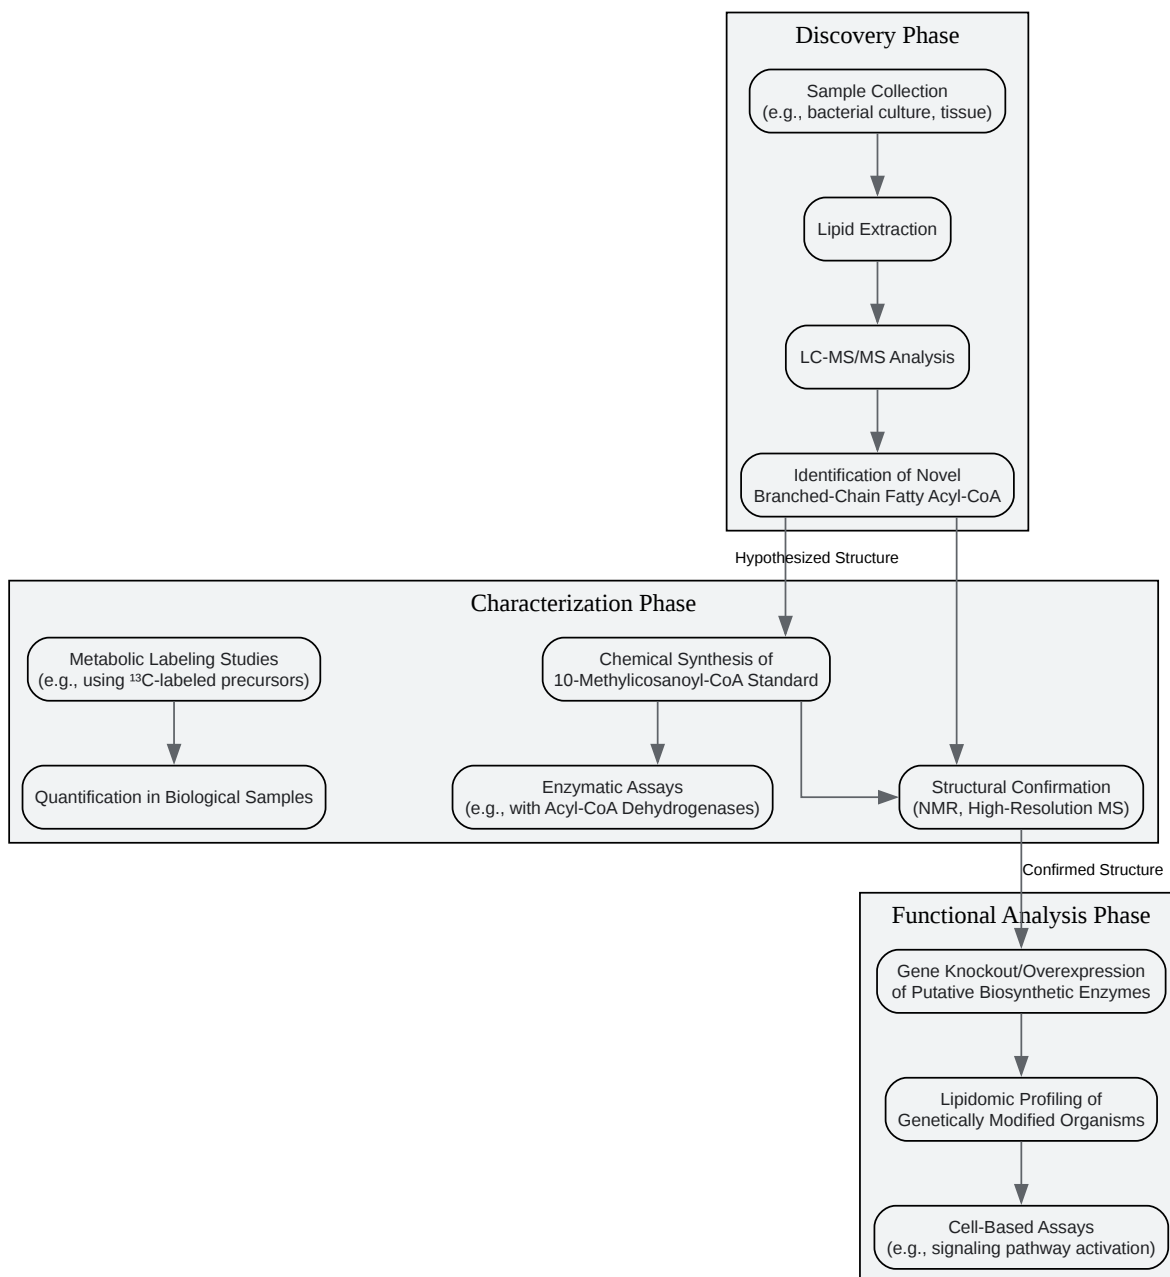 Discovery Phase
Sample Collection
(e.g., bacterial culture, tissue)
Lipid Extraction
LC-MS/MS Analysis
Identification of Novel
Branched-Chain Fatty Acyl-CoA
Hypothesized Structure
Characterization Phase
Metabolic Labeling Studies
(e.g., using ¹³C-labeled precursors)
Chemical Synthesis of
10-Methylicosanoyl-CoA Standard
Quantification in Biological Samples
Enzymatic Assays
(e.g., with Acyl-CoA Dehydrogenases)
Structural Confirmation
(NMR, High-Resolution MS)
Confirmed Structure
Functional Analysis Phase
Gene Knockout/Overexpression
of Putative Biosynthetic Enzymes
Lipidomic Profiling of
Genetically Modified Organisms
Cell-Based Assays
(e.g., signaling pathway activation)